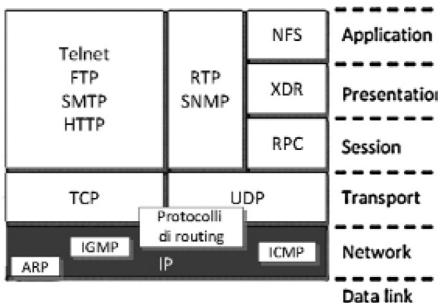 Telnet
FTP
SMTP
HTTP
RTP
SNMP
NFS
XDR
RPC
Application
Presentation
Session
TCP
UDP
Transport
Protocolli
di routing
IGMP
ICMP
ARP
IP
Network
Data link